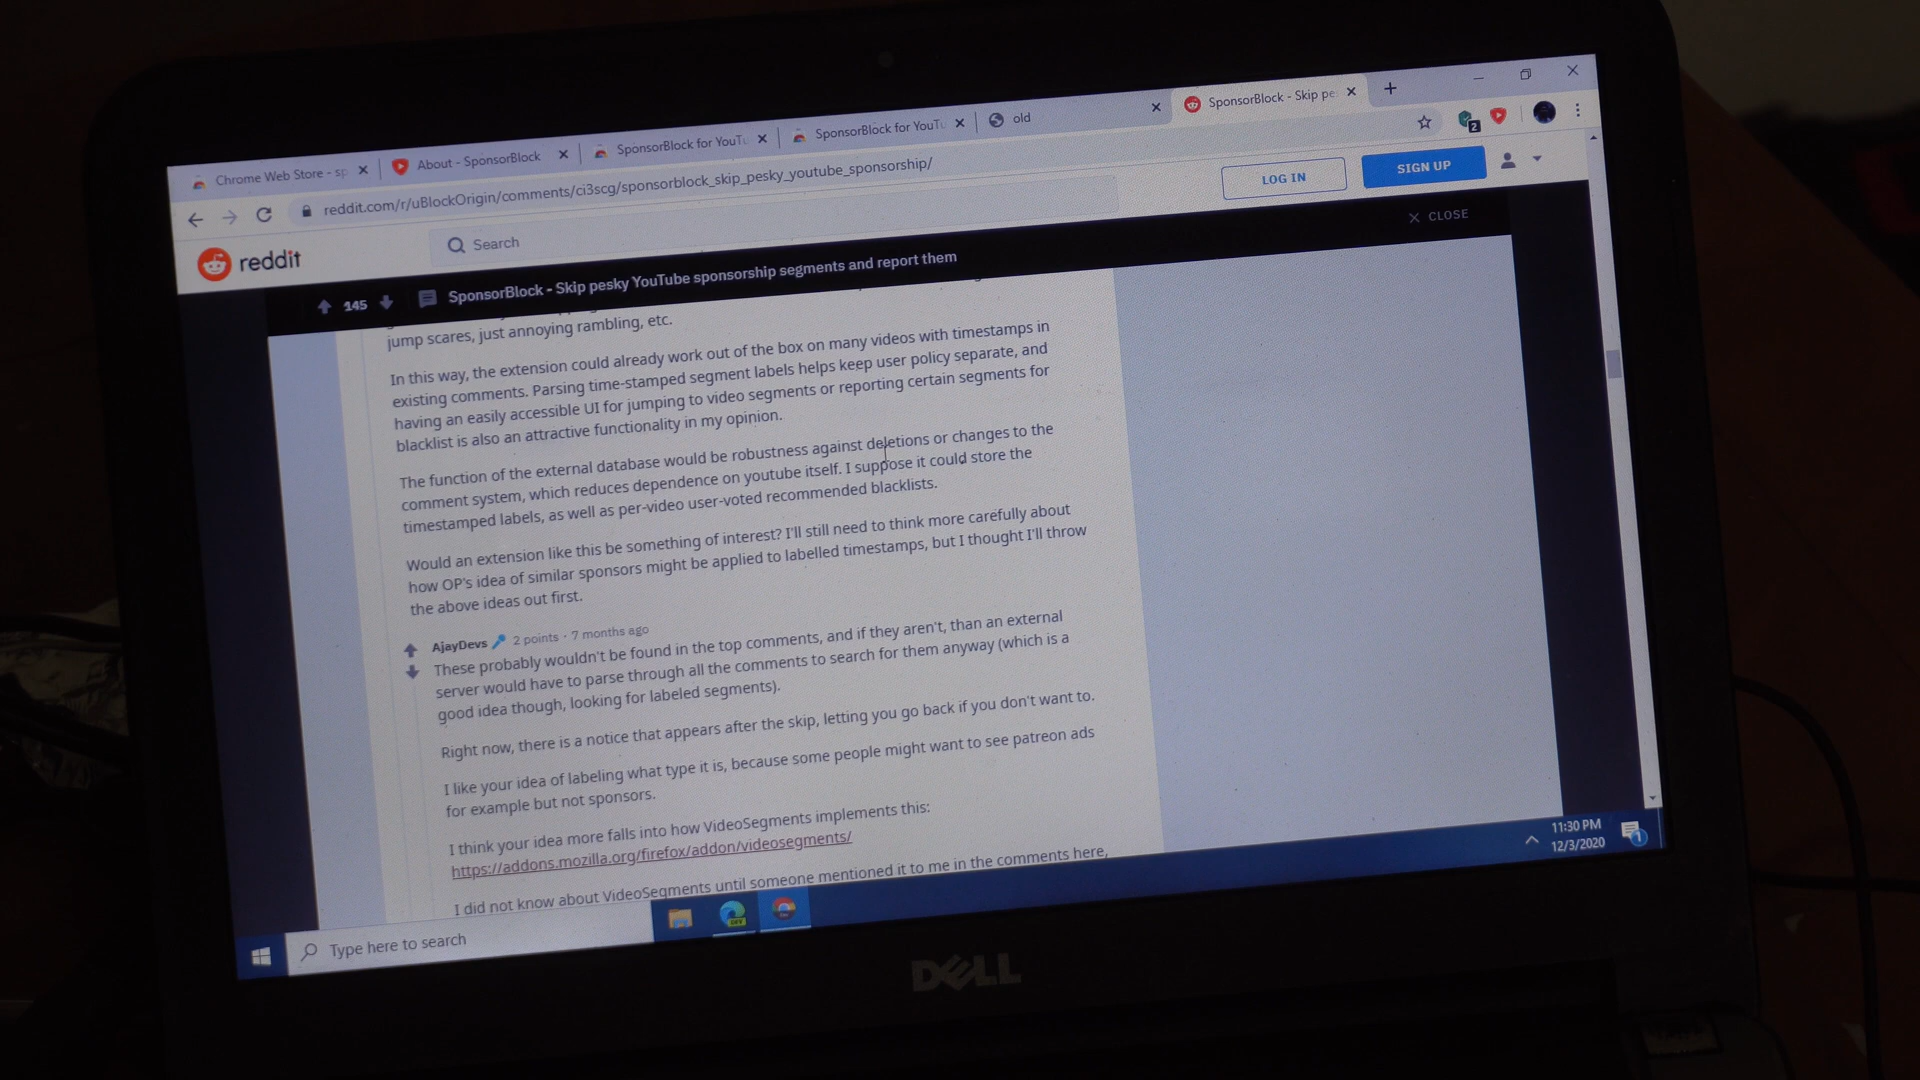 Chrome Web Store - sp
About - SponsorBlock
SponsorBlock for YouTu
SponsorBlock for YouTu
old
SponsorBlock - Skip pe
reddit.com/r/uBlockOrigin/comments/ci3scg/sponsorblock_skip_pesky_youtube_sponsorship/
2
reddit
Search
LOG IN
SIGN UP
145
SponsorBlock - Skip pesky YouTube sponsorship segments and report them
CLOSE
jump scares, just annoying rambling, etc.
In this way, the extension could already work out of the box on many videos with timestamps in
existing comments. Parsing time-stamped segment labels helps keep user policy separate, and
having an easily accessible UI for jumping to video segments or reporting certain segments for
blacklist is also an attractive functionality in my opinion.
The function of the external database would be robustness against deletions or changes to the
comment system, which reduces dependence on youtube itself. I suppose it could store the
timestamped labels, as well as per-video user-voted recommended blacklists.
Would an extension like this be something of interest? I'll still need to think more carefully about
how OP's idea of similar sponsors might be applied to labelled timestamps, but I thought I'll throw
the above ideas out first.
AjayDevs 2 points · 7 months ago
These probably wouldn't be found in the top comments, and if they aren't, than an external
server would have to parse through all the comments to search for them anyway (which is a
good idea though, looking for labeled segments).
Right now, there is a notice that appears after the skip, letting you go back if you don't want to.
I like your idea of labeling what type it is, because some people might want to see patreon ads
for example but not sponsors.
I think your idea more falls into how VideoSegments implements this:
https://addons.mozilla.org/firefox/addon/videosegments/
I did not know about VideoSegments until someone mentioned it to me in the comments here,
Type here to search
11:30 PM
12/3/2020
1
DELL